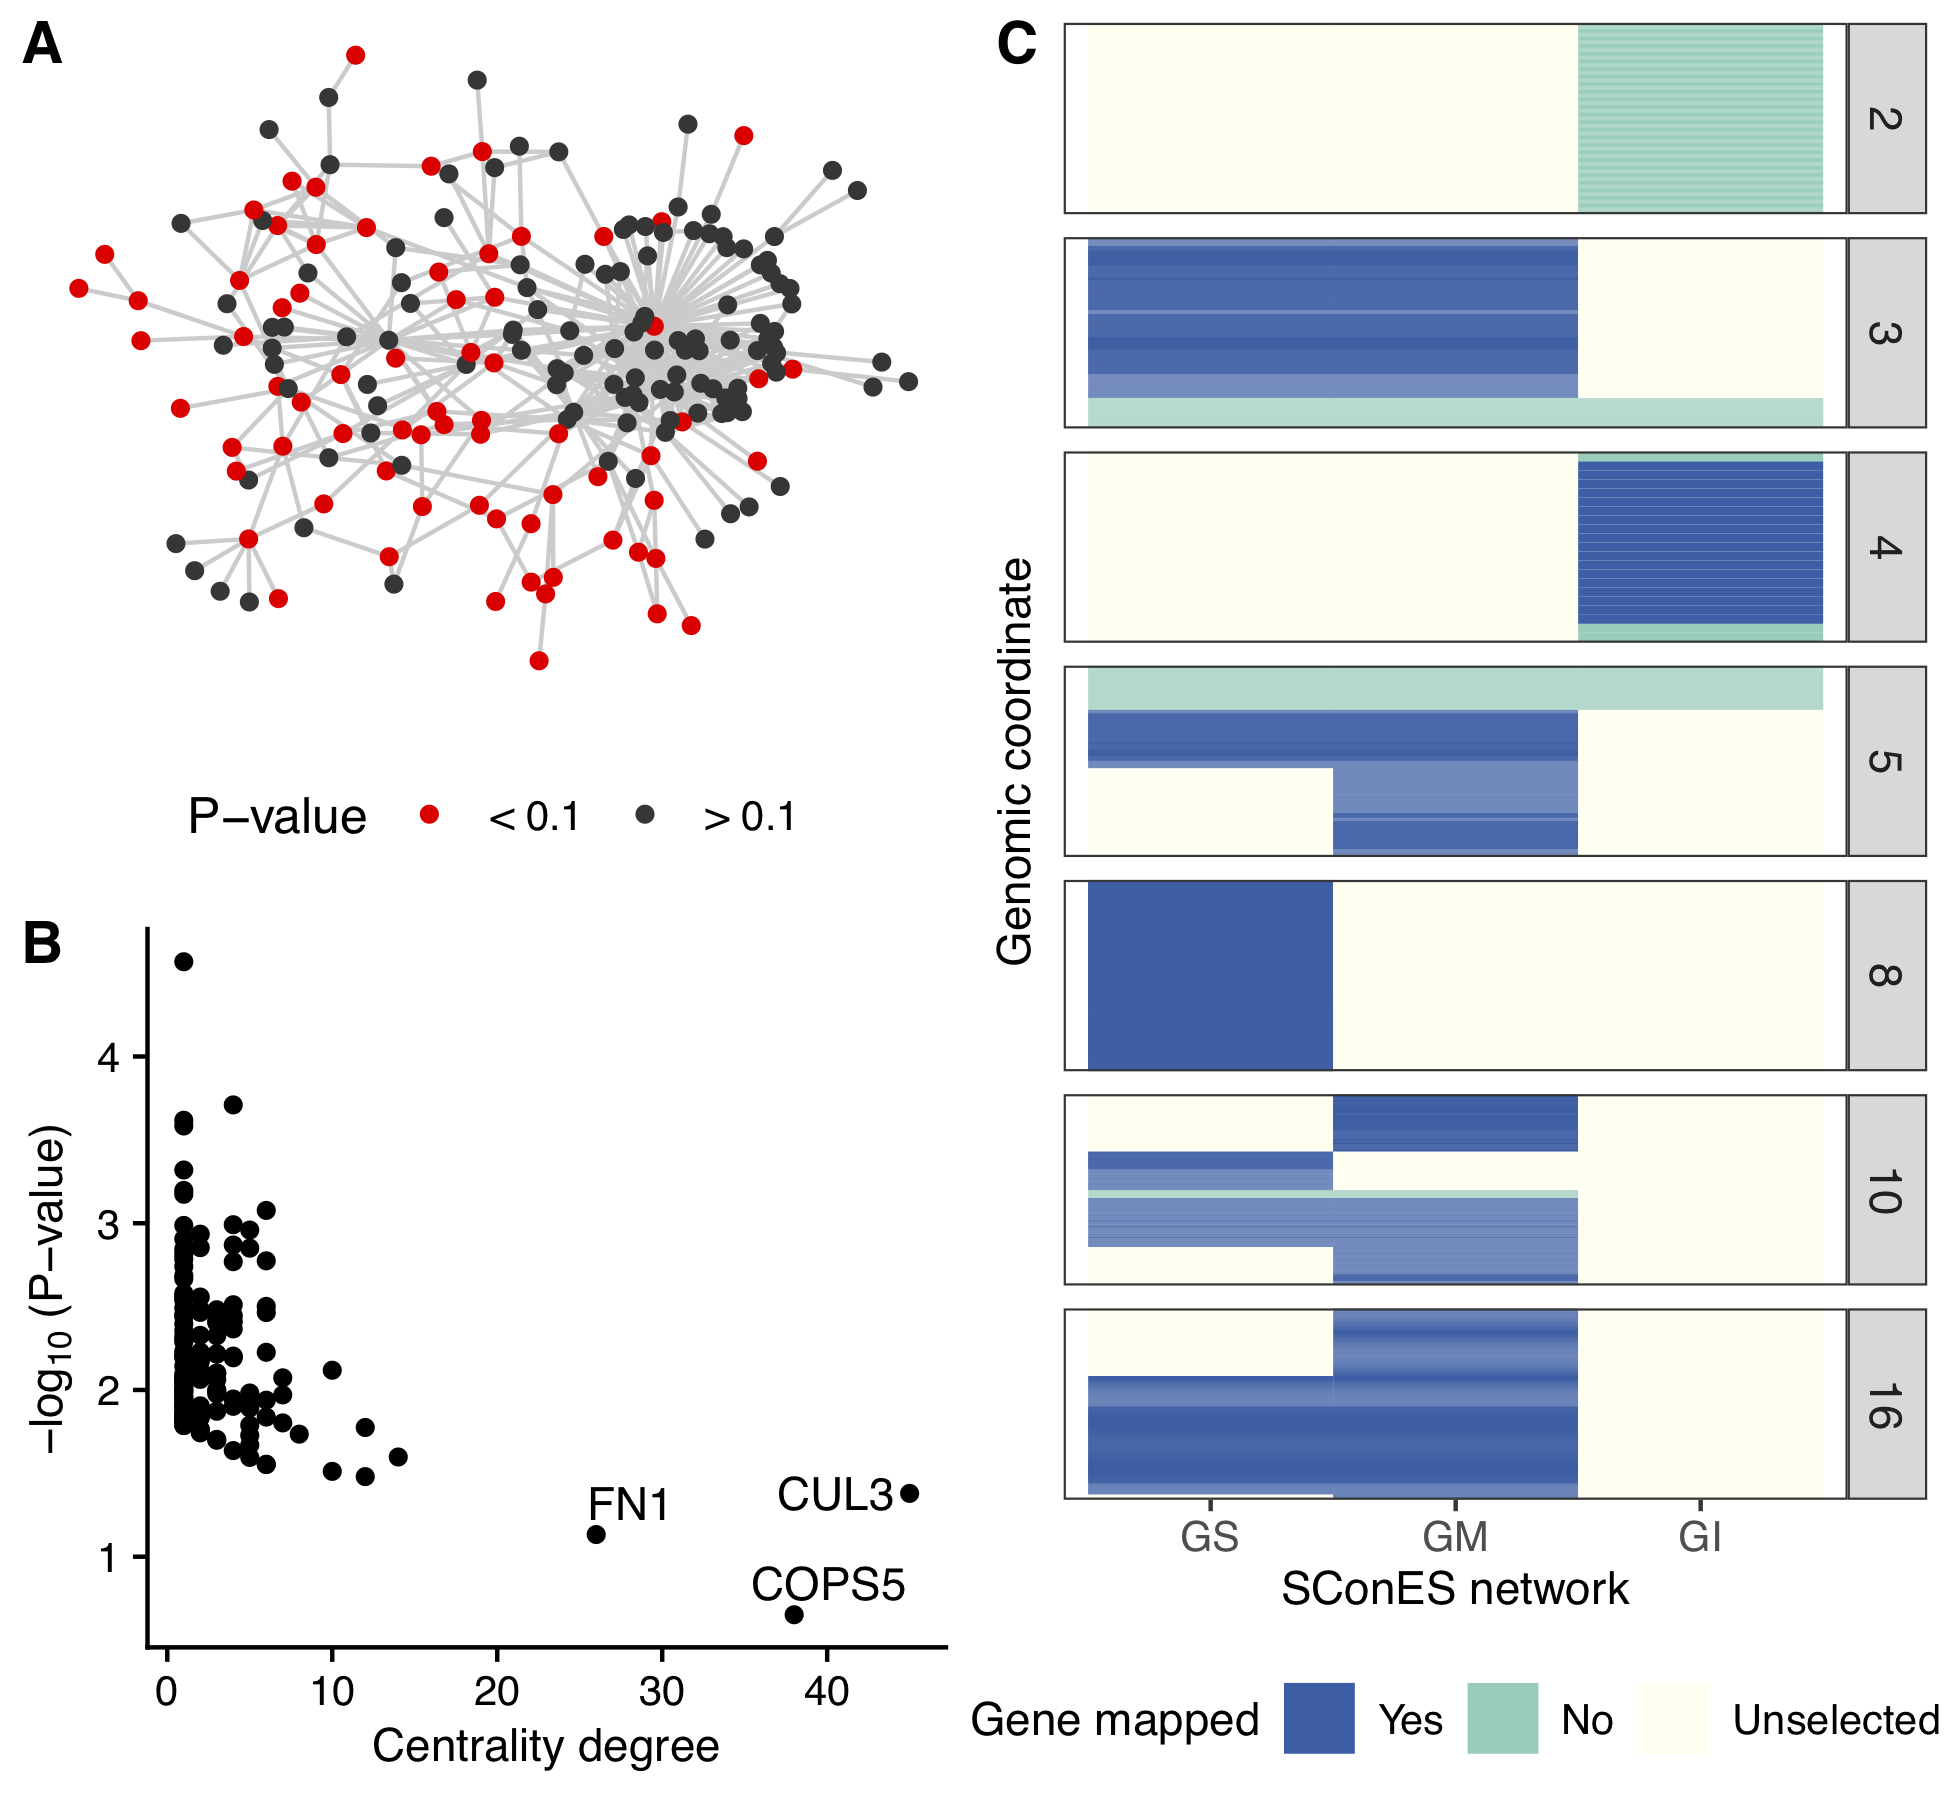 A
P−value < 0.1 > 0.1
B
−log10 (P−value)
4
3
2
1
FN1
CUL3
COPS5
0 10 20 30 40
Centrality degree
C
Genomic coordinate
2
3
4
5
8
10
16
GS GM GI
SConES network
Gene mapped Yes No Unselected